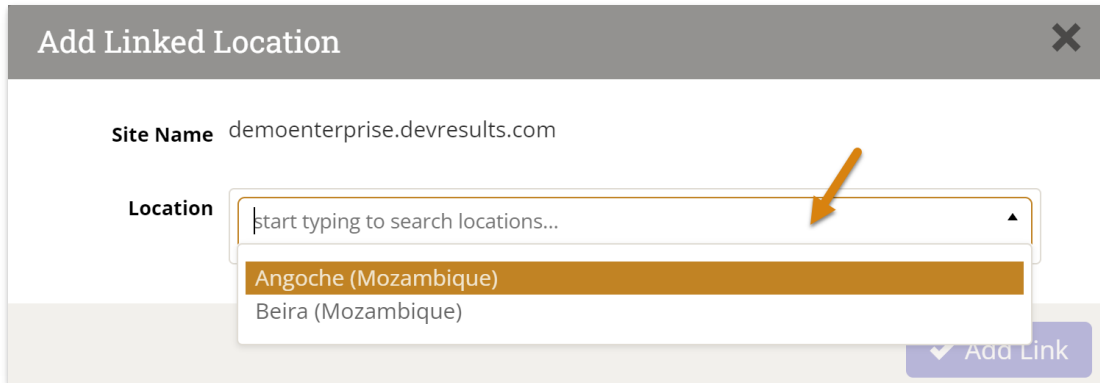 Add Linked Location
Site Name demoenterprise.devresults.com
Location start typing to search locations...
Angoche (Mozambique)
Beira (Mozambique)
Add Link